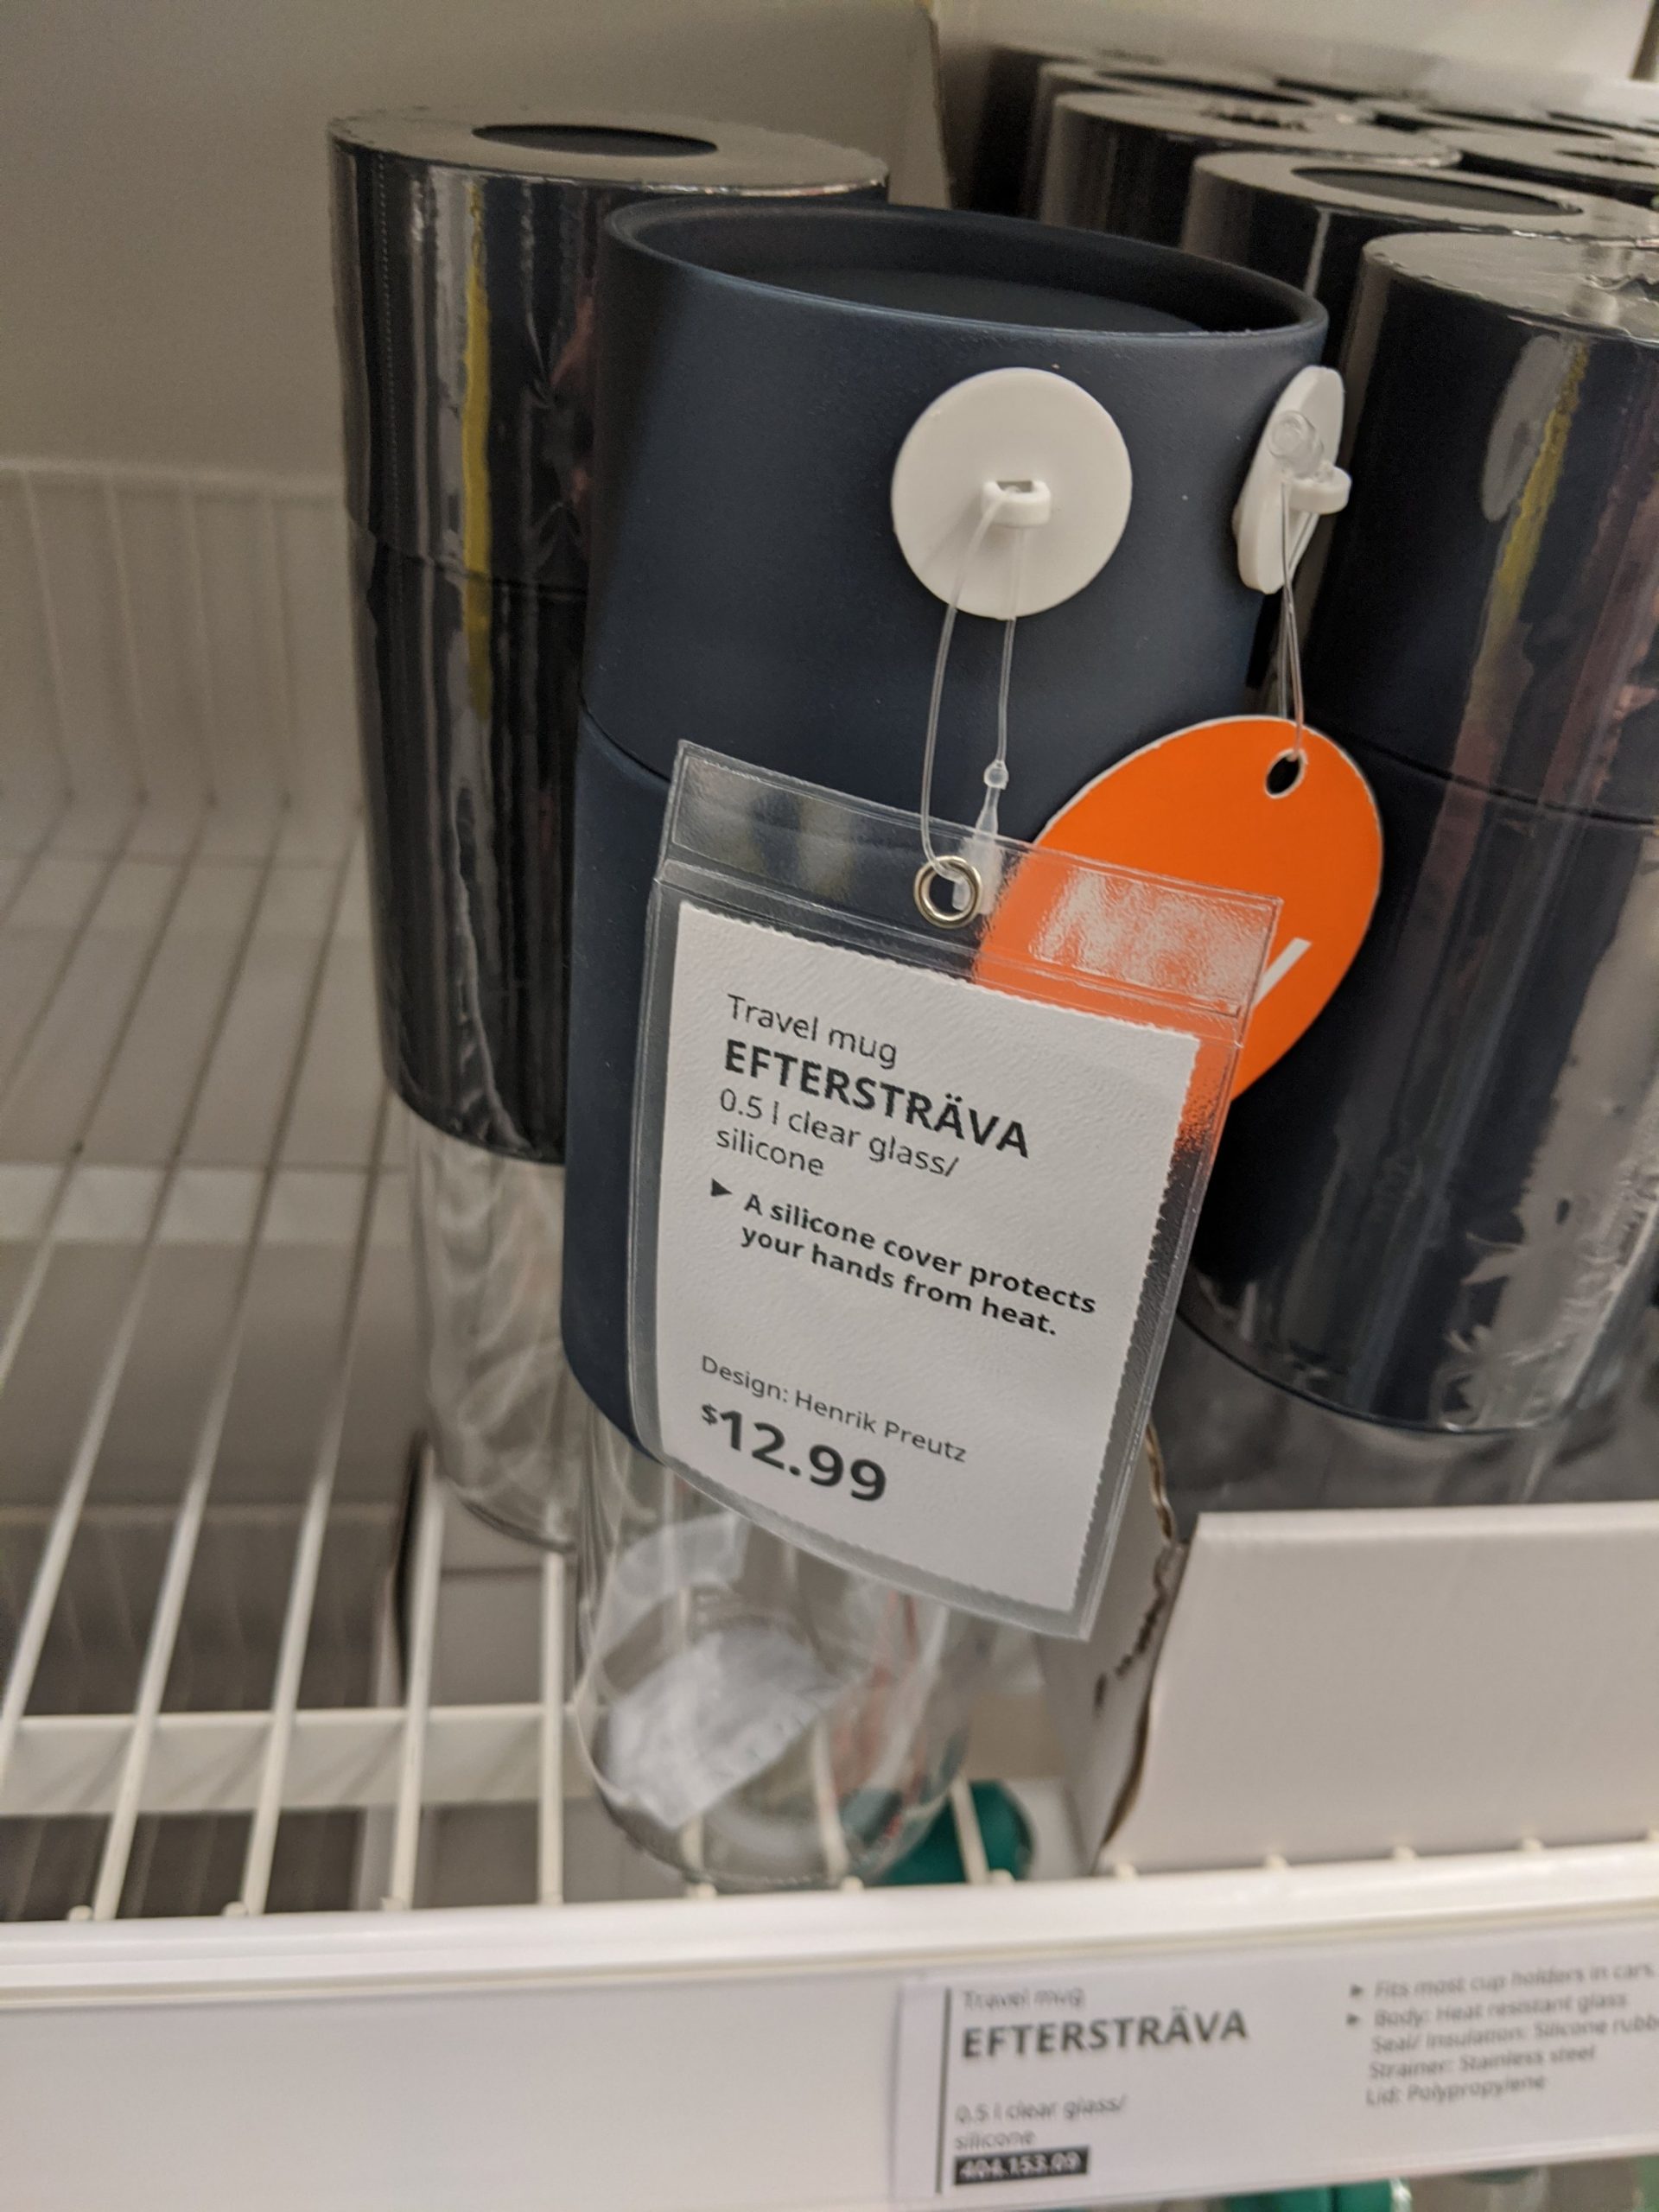 Travel mug
EFTERSTRÄVA
0.5 l clear glass/
silicone
▶ A silicone cover protects
your hands from heat.
Design: Henrik Preutz
$12.99
Travel mug
EFTERSTRÄVA
0.5 l clear glass/
silicone
404.153.09
▶ Fits most cup holders in cars.
▶ Body: Heat resistant glass
Seal/ Insulation: Silicone rubb
Strainer: Stainless steel
Lid: Polypropylene